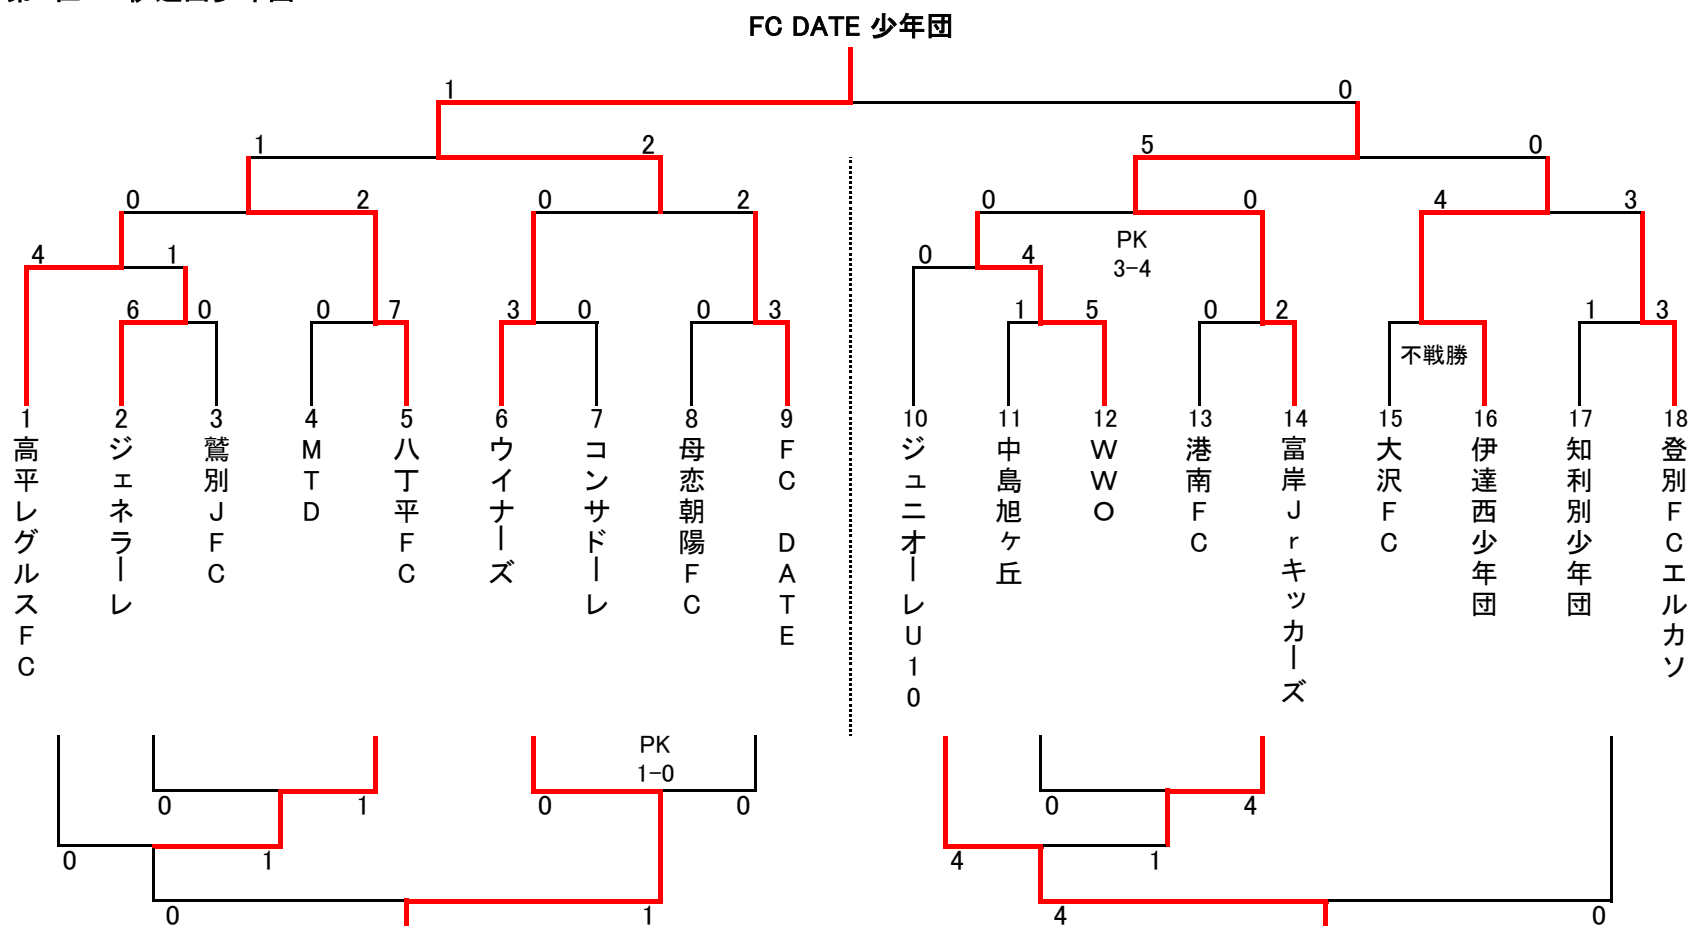 FC DATE 少年団
1 0
1 2 5 0
0 2 0 2 0 0 4 3
PK
3-4
4 1 0 4
6 0 0 7 3 0 0 3 1 5 0 2 1 3
不戦勝
1 2 3 4 5 6 7 8 9 10 11 12 13 14 15 16 17 18
高平レグルスFC
ジェネラーレ
鷲別JFC
MTD
八丁平FC
ウイナーズ
コンサドーレ
母恋朝陽FC
FC DATE
ジュニオーレU10
中島旭ヶ丘
WWO
港南FC
富岸Jrキッカーズ
大沢FC
伊達西少年団
知利別少年団
登別FCエルカソ
PK
1-0
0 1 0 0 0 4
0 1 4 1
0 1 4 0